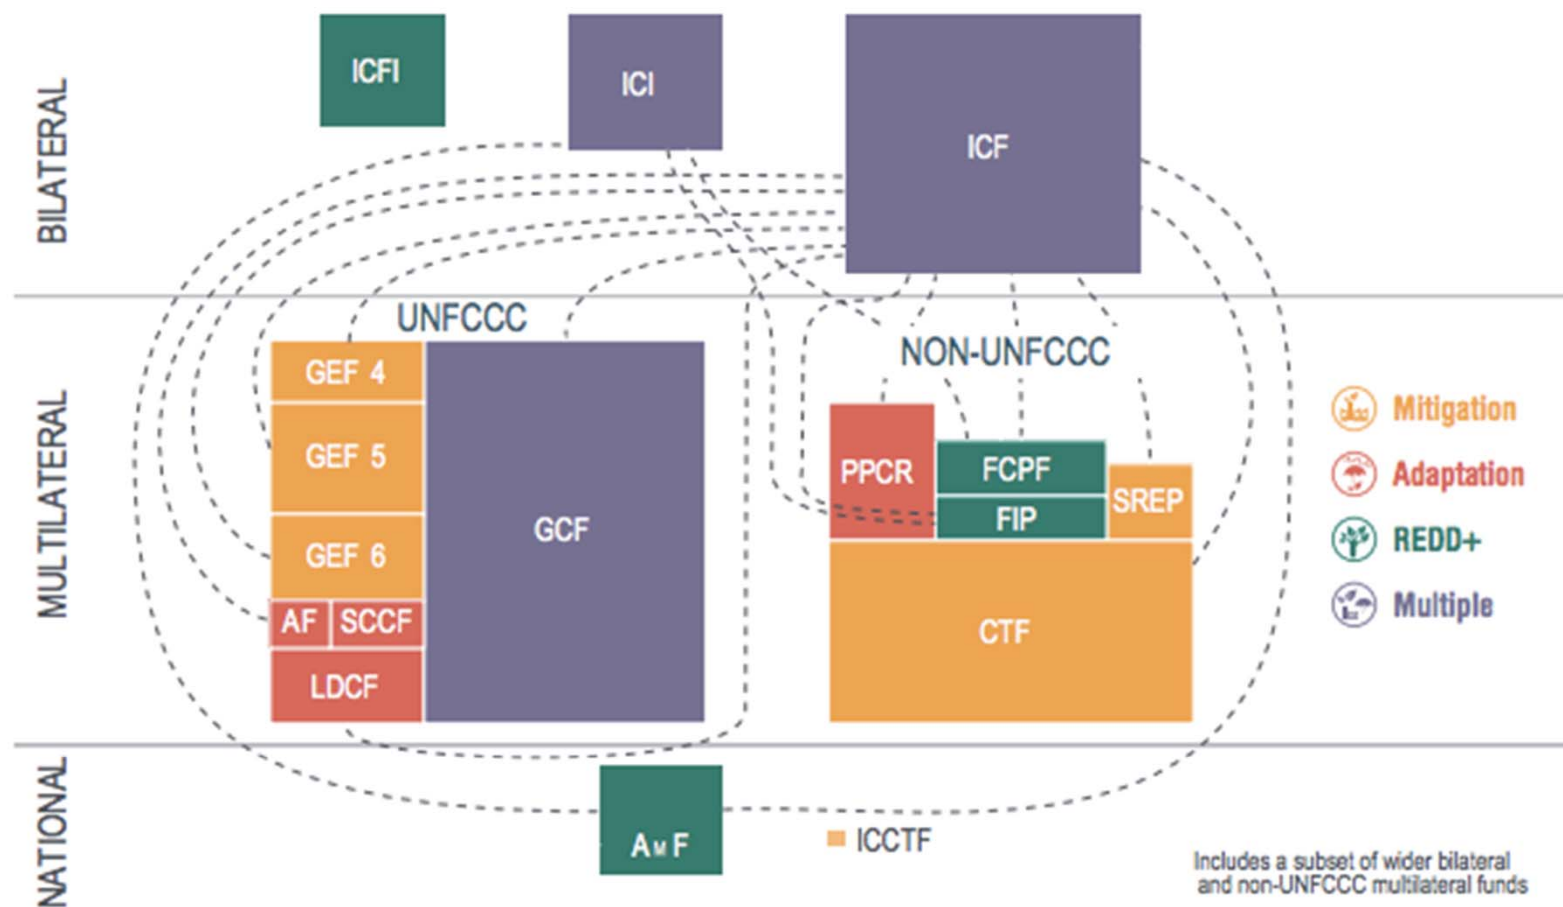 BILATERAL
ICFI
ICI
ICF
MULTILATERAL
UNFCCC
GEF 4
GEF 5
GEF 6
AF
SCCF
LDCF
GCF
NON-UNFCCC
PPCR
FCPF
FIP
SREP
CTF
Mitigation
Adaptation
REDD+
Multiple
NATIONAL
AMF
ICCTF
Includes a subset of wider bilateral
and non-UNFCCC multilateral funds